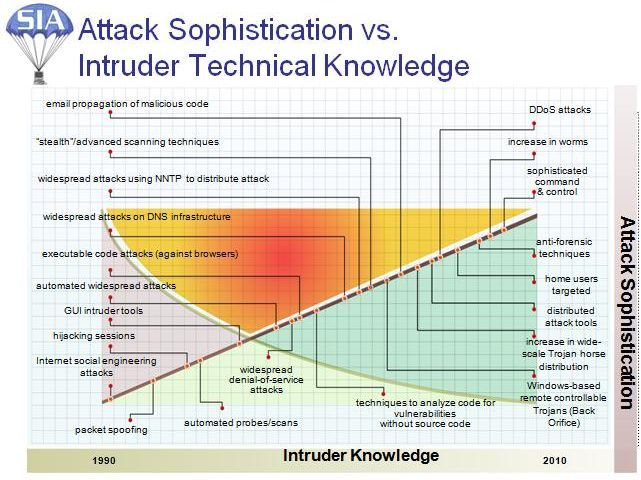 SIA
Attack Sophistication vs.
Intruder Technical Knowledge
email propagation of malicious code
DDoS attacks
"stealth"/advanced scanning techniques
increase in worms
widespread attacks using NNTP to distribute attack
sophisticated
command
& control
widespread attacks on DNS infrastructure
executable code attacks (against browsers)
anti-forensic
techniques
automated widespread attacks
home users
targeted
GUI intruder tools
distributed
attack tools
hijacking sessions
increase in wide-
scale Trojan horse
distribution
Internet social engineering
attacks
widespread
denial-of-service
attacks
Windows-based
remote controllable
Trojans (Back
Orifice)
techniques to analyze code for
vulnerabilities
without source code
automated probes/scans
packet spoofing
Attack Sophistication
1990
Intruder Knowledge
2010